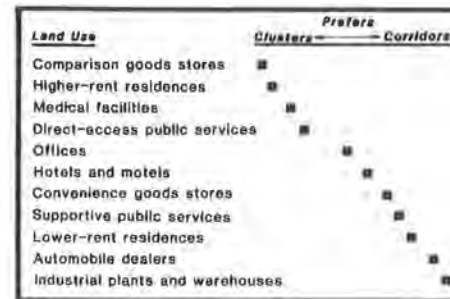 Prefers
Land Use Clusters Corridors
Comparison goods stores
Higher-rent residences
Medical facilities
Direct-access public services
Offices
Hotels and motels
Convenience goods stores
Supportive public services
Lower-rent residences
Automobile dealers
Industrial plants and warehouses